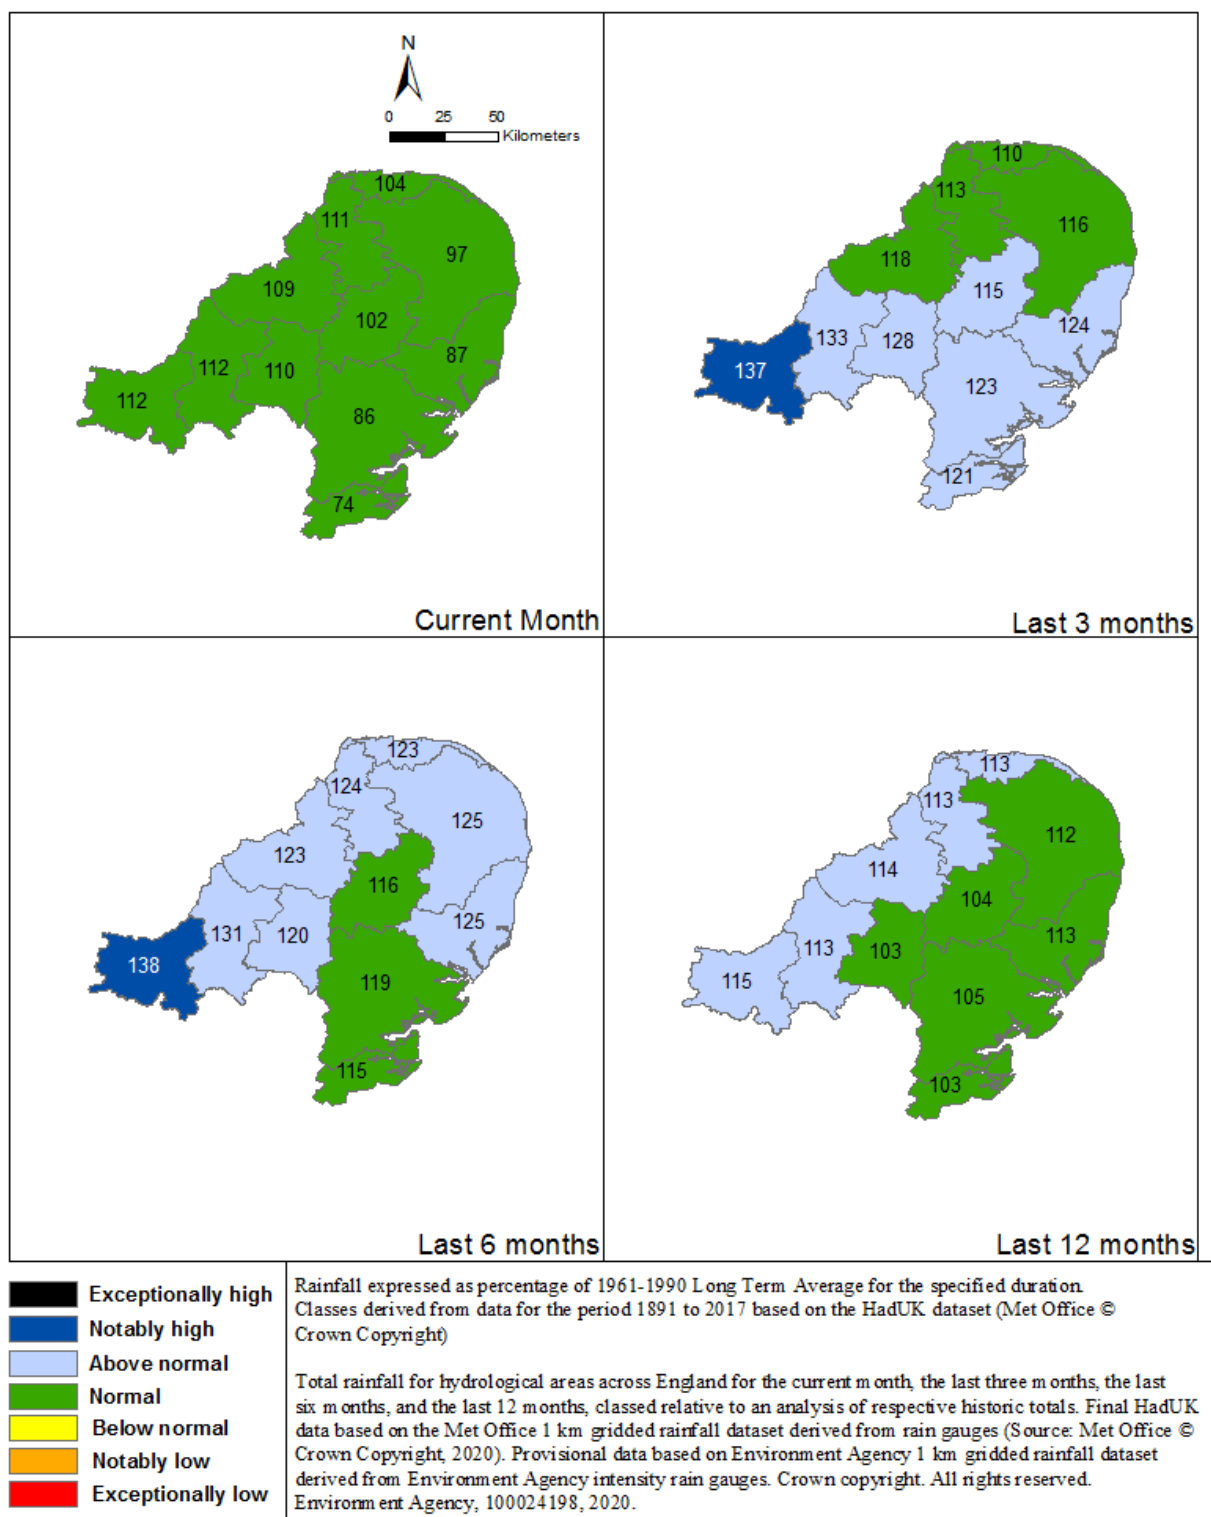 N
0 25 50
Kilometers
104
111
97
109
102
87
112
110
112
86
74
Current Month
110
113
116
118
115
124
133
128
137
123
121
Last 3 months
123
124
125
123
116
125
131
120
138
119
115
Last 6 months
113
113
112
114
104
113
103
113
115
105
103
Last 12 months
Exceptionally high
Notably high
Above normal
Normal
Below normal
Notably low
Exceptionally low
Rainfall expressed as percentage of 1961-1990 Long Term Average for the specified duration.
Classes derived from data for the period 1891 to 2017 based on the HadUK dataset (Met Office ©
Crown Copyright)
Total rainfall for hydrological areas across England for the current month, the last three months, the last
six months, and the last 12 months, classed relative to an analysis of respective historic totals. Final HadUK
data based on the Met Office 1 km gridded rainfall dataset derived from rain gauges (Source: Met Office ©
Crown Copyright, 2020). Provisional data based on Environment Agency 1 km gridded rainfall dataset
derived from Environment Agency intensity rain gauges. Crown copyright. All rights reserved.
Environment Agency, 100024198, 2020.